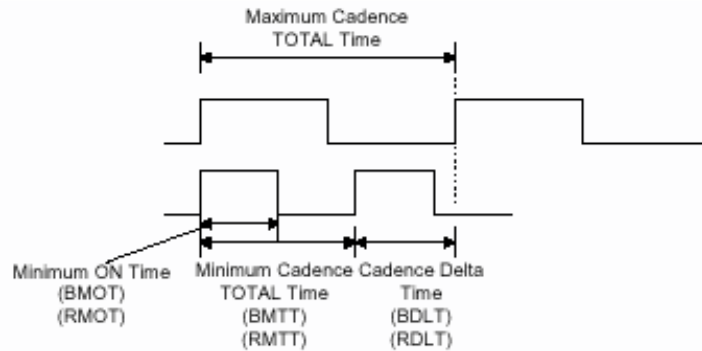 Maximum Cadence
TOTAL Time
Minimum ON Time
(BMOT)
(RMOT)
Minimum Cadence
TOTAL Time
(BMTT)
(RMTT)
Cadence Delta
Time
(BDLT)
(RDLT)